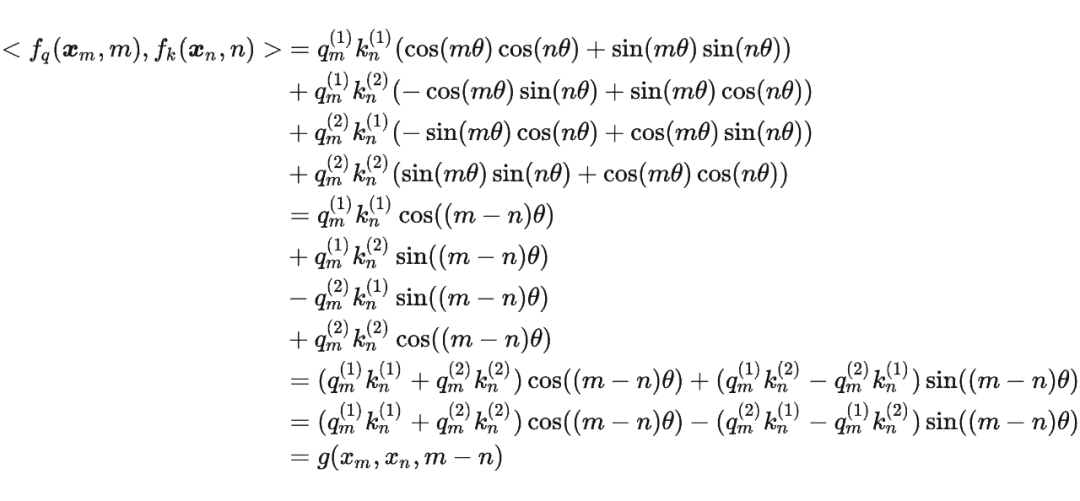 < f_q(𝒙_m, m), f_k(𝒙_n, n) > = q_m^{(1)} k_n^{(1)} (cos(mθ) cos(nθ) + sin(mθ) sin(nθ))
+ q_m^{(1)} k_n^{(2)} (− cos(mθ) sin(nθ) + sin(mθ) cos(nθ))
+ q_m^{(2)} k_n^{(1)} (− sin(mθ) cos(nθ) + cos(mθ) sin(nθ))
+ q_m^{(2)} k_n^{(2)} (sin(mθ) sin(nθ) + cos(mθ) cos(nθ))
= q_m^{(1)} k_n^{(1)} cos((m − n)θ)
+ q_m^{(1)} k_n^{(2)} sin((m − n)θ)
− q_m^{(2)} k_n^{(1)} sin((m − n)θ)
+ q_m^{(2)} k_n^{(2)} cos((m − n)θ)
= (q_m^{(1)} k_n^{(1)} + q_m^{(2)} k_n^{(2)}) cos((m − n)θ) + (q_m^{(1)} k_n^{(2)} − q_m^{(2)} k_n^{(1)}) sin((m − n)θ)
= (q_m^{(1)} k_n^{(1)} + q_m^{(2)} k_n^{(2)}) cos((m − n)θ) − (q_m^{(2)} k_n^{(1)} − q_m^{(1)} k_n^{(2)}) sin((m − n)θ)
= g(x_m, x_n, m − n)